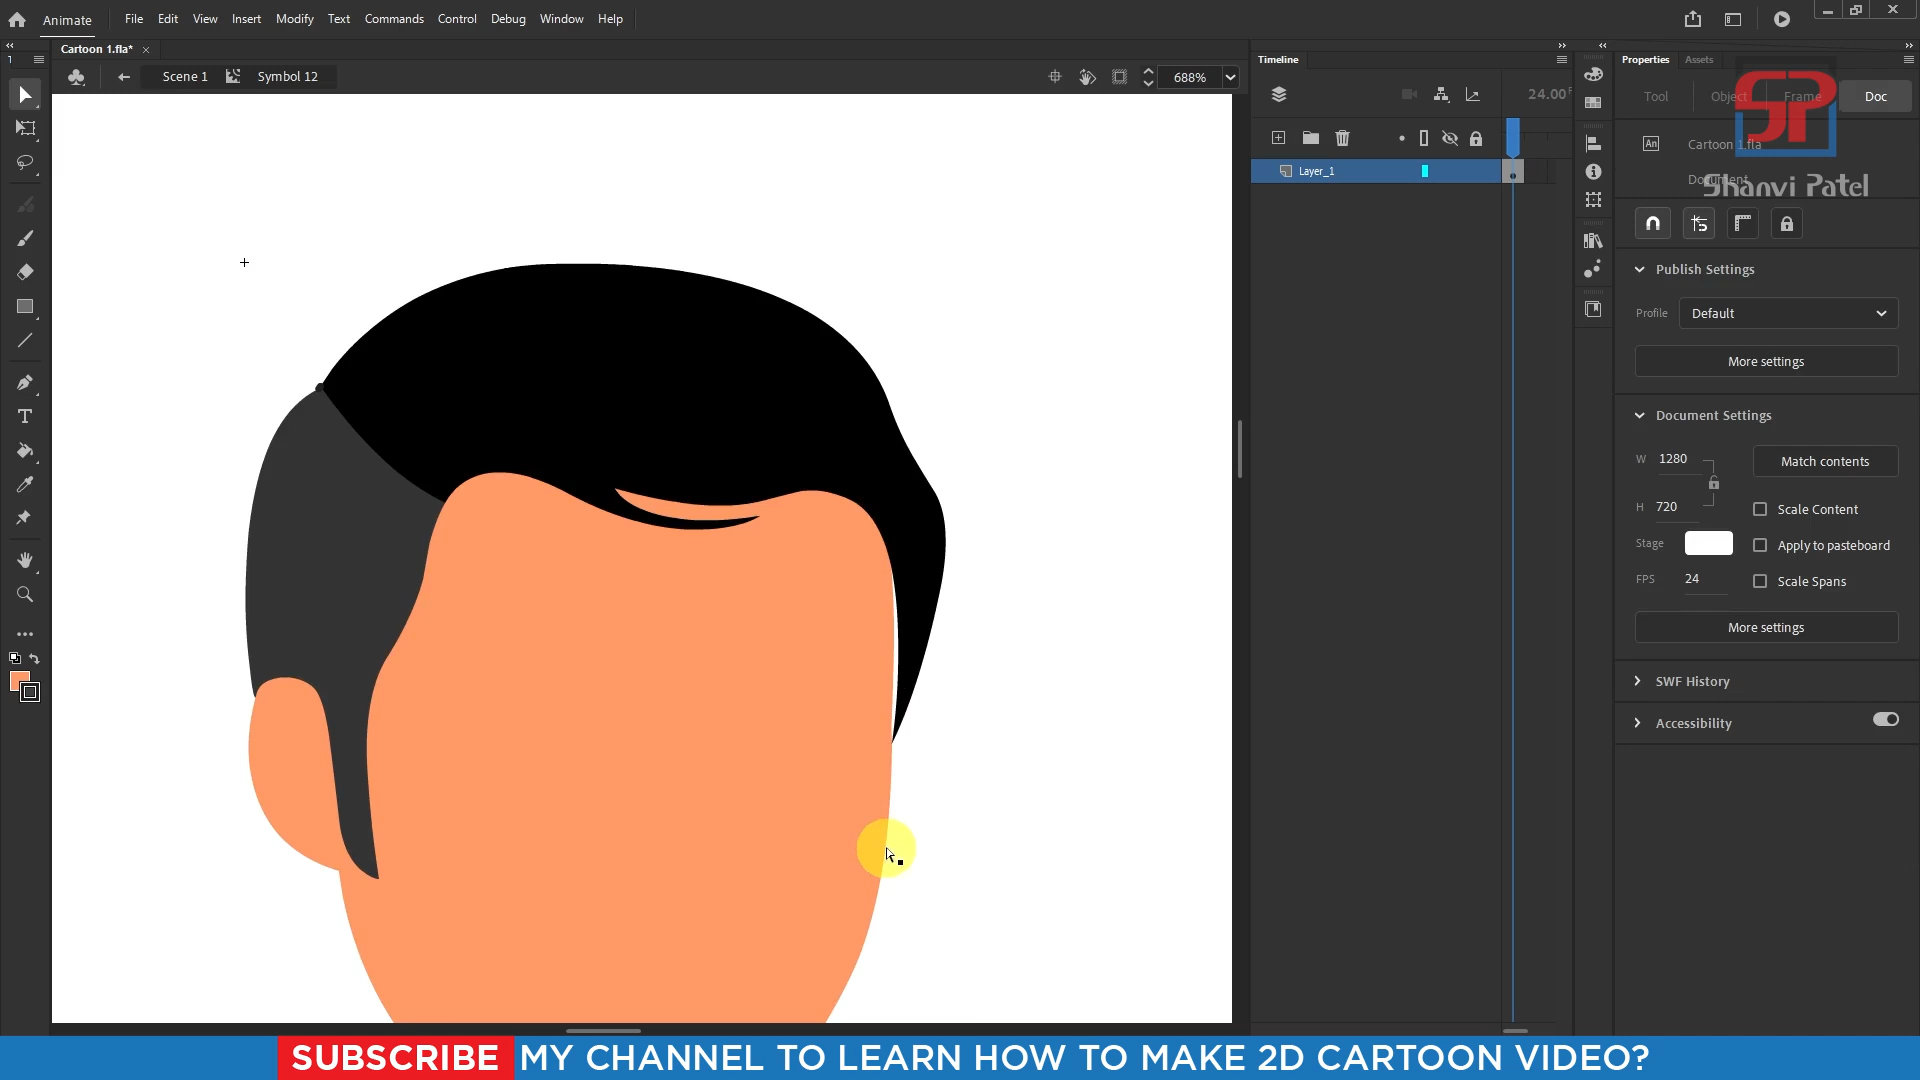 Animate
File Edit View Insert Modify Text Commands Control Debug Window Help
Cartoon 1.fla*
Scene 1 Symbol 12
688%
Timeline
24.00
Layer_1
Properties Assets
Tool Object Frame Doc
An Cartoon 1.fla
Document
SP
Shanvi Patel
Publish Settings
Profile Default
More settings
Document Settings
W 1280 Match contents
H 720 Scale Content
Stage Apply to pasteboard
FPS 24 Scale Spans
More settings
SWF History
Accessibility
SUBSCRIBE MY CHANNEL TO LEARN HOW TO MAKE 2D CARTOON VIDEO?